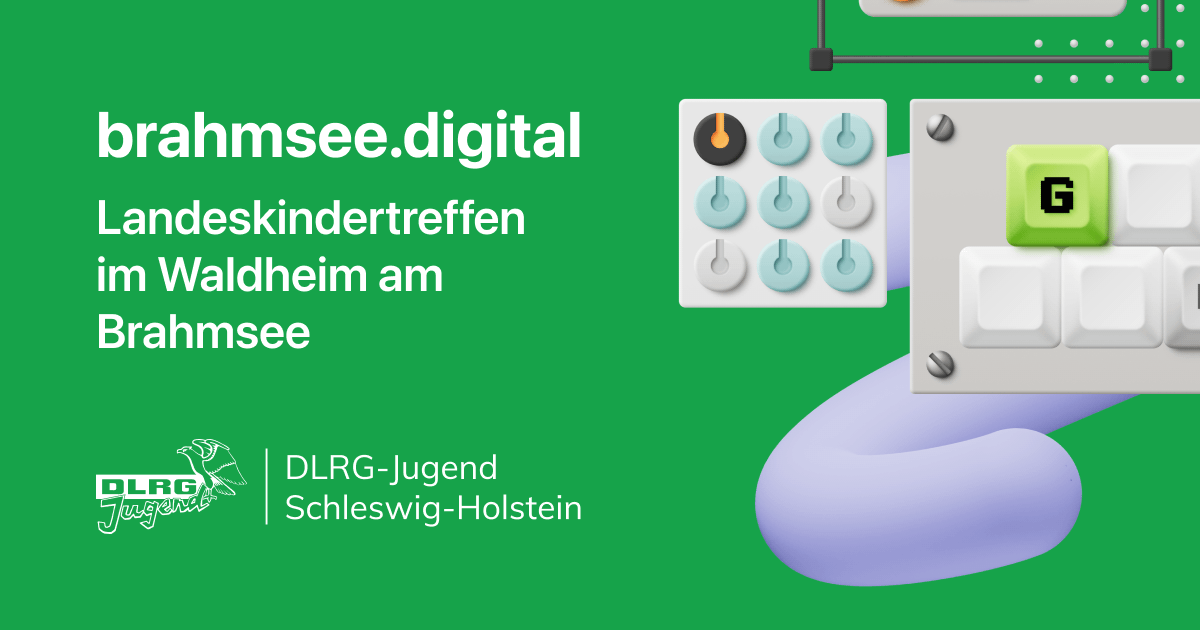 brahmsee.digital
Landeskindertreffen
im Waldheim am
Brahmsee
G
DLRG
Jugend
DLRG-Jugend
Schleswig-Holstein